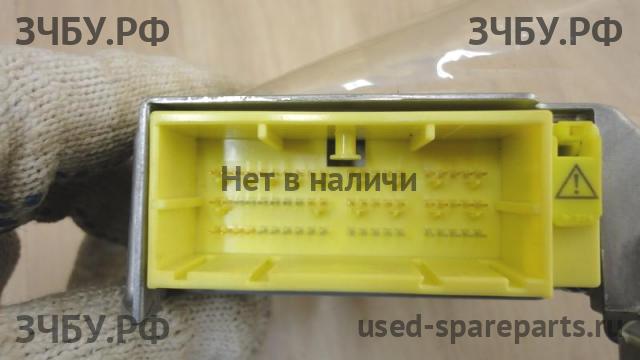 ЗЧБУ.РФ ЗЧБУ.РФ
Нет в наличи
ЗЧБУ.РФ used-spareparts.ru